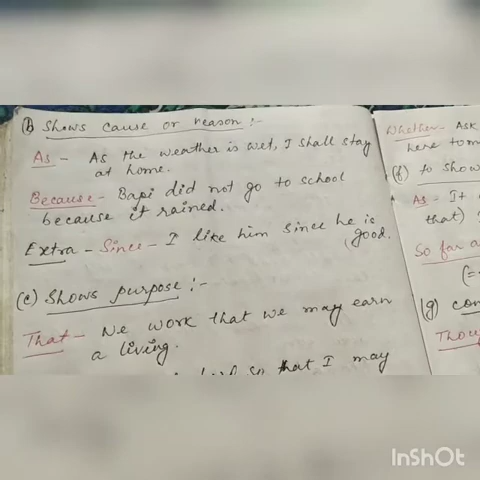 (b) Shows cause or reason :-
As - As the weather is wet, I shall stay
at home.
Because - Bapi did not go to school
because it rained.
Extra - Since - I like him since he is
good.
(c) Shows purpose :-
That - We work that we may earn
a living.
so that I may
Whether - Ask
here to
(f) to show
As - It
that)
So far a
(=
(g) con
Thou
InShOt